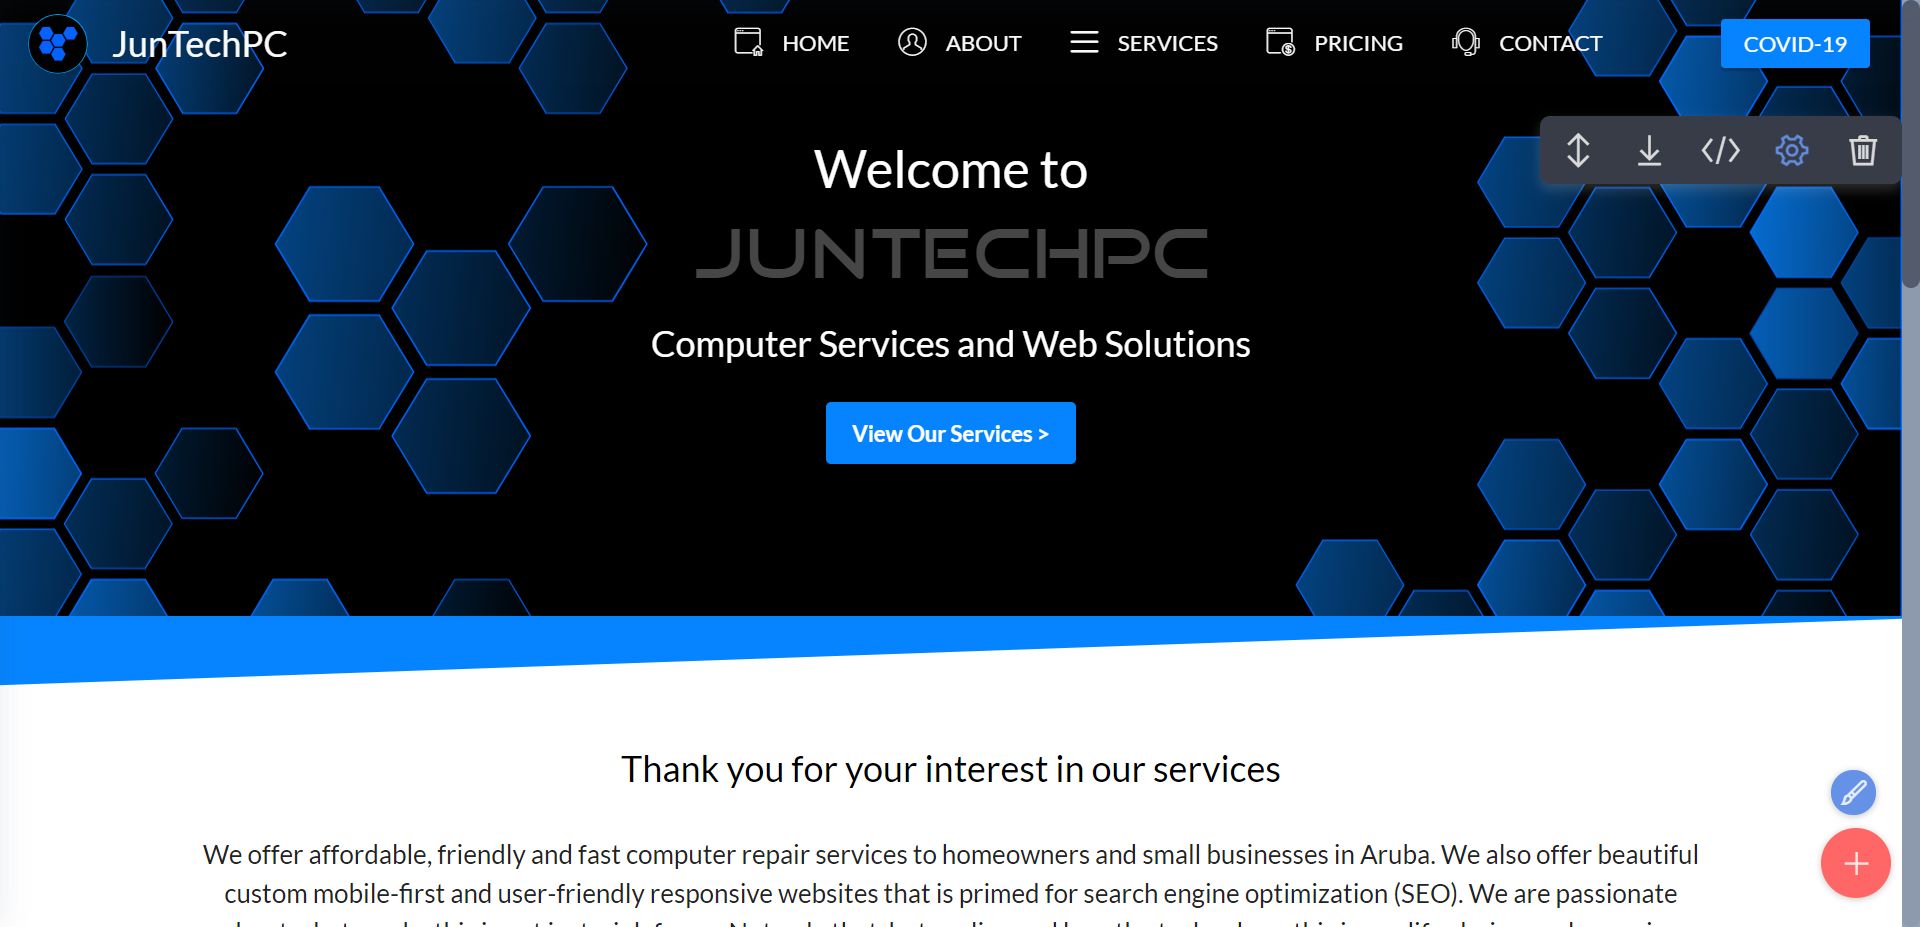 JunTechPC
HOME ABOUT SERVICES PRICING CONTACT COVID-19
Welcome to
JUNTECHPC
Computer Services and Web Solutions
View Our Services >
Thank you for your interest in our services
We offer affordable, friendly and fast computer repair services to homeowners and small businesses in Aruba. We also offer beautiful
custom mobile-first and user-friendly responsive websites that is primed for search engine optimization (SEO). We are passionate